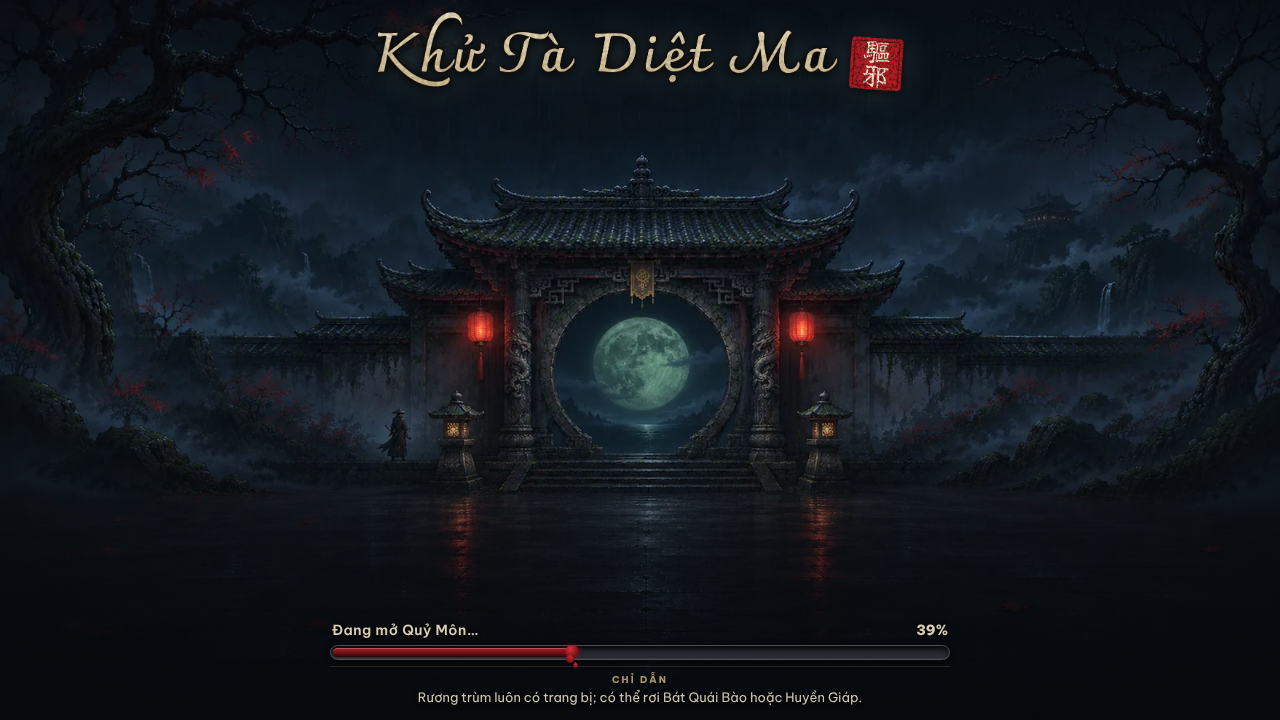 Khử Tà Diệt Ma
驅邪
Đang mở Quỷ Môn... 39%
CHỈ DẪN
Rương trùm luôn có trang bị; có thể rơi Bát Quái Bào hoặc Huyền Giáp.